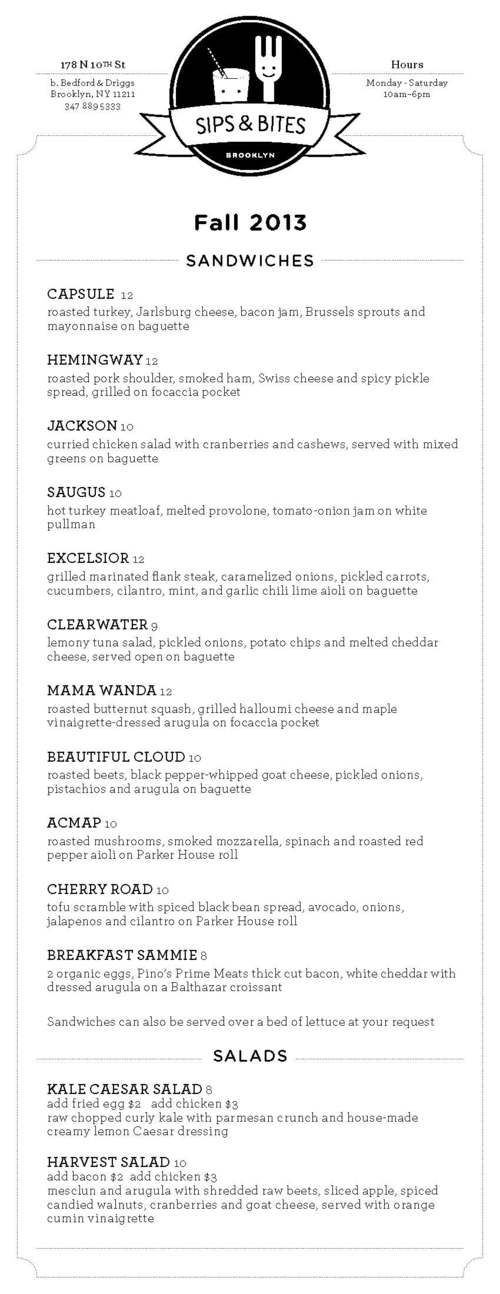 178 N 10TH St
b. Bedford & Driggs
Brooklyn, NY 11211
347 8895333
SIPS & BITES
BROOKLYN
Hours
Monday - Saturday
10am-6pm
Fall 2013
SANDWICHES
CAPSULE 12
roasted turkey, Jarlsburg cheese, bacon jam, Brussels sprouts and
mayonnaise on baguette
HEMINGWAY 12
roasted pork shoulder, smoked ham, Swiss cheese and spicy pickle
spread, grilled on focaccia pocket
JACKSON 10
curried chicken salad with cranberries and cashews, served with mixed
greens on baguette
SAUGUS 10
hot turkey meatloaf, melted provolone, tomato-onion jam on white
pullman
EXCELSIOR 12
grilled marinated flank steak, caramelized onions, pickled carrots,
cucumbers, cilantro, mint, and garlic chili lime aioli on baguette
CLEARWATER 9
lemony tuna salad, pickled onions, potato chips and melted cheddar
cheese, served open on baguette
MAMA WANDA 12
roasted butternut squash, grilled halloumi cheese and maple
vinaigrette-dressed arugula on focaccia pocket
BEAUTIFUL CLOUD 10
roasted beets, black pepper-whipped goat cheese, pickled onions,
pistachios and arugula on baguette
ACMAP 10
roasted mushrooms, smoked mozzarella, spinach and roasted red
pepper aioli on Parker House roll
CHERRY ROAD 10
tofu scramble with spiced black bean spread, avocado, onions,
jalapenos and cilantro on Parker House roll
BREAKFAST SAMMIE 8
2 organic eggs, Pino's Prime Meats thick cut bacon, white cheddar with
dressed arugula on a Balthazar croissant
Sandwiches can also be served over a bed of lettuce at your request
SALADS
KALE CAESAR SALAD 8
add fried egg $2 add chicken $3
raw chopped curly kale with parmesan crunch and house-made
creamy lemon Caesar dressing
HARVEST SALAD 10
add bacon $2 add chicken $3
mesclun and arugula with shredded raw beets, sliced apple, spiced
candied walnuts, cranberries and goat cheese, served with orange
cumin vinaigrette